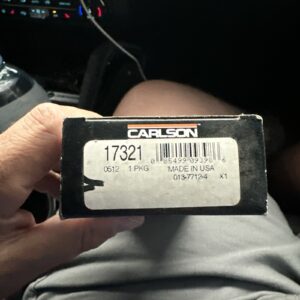 CARLSON
17321
0512 1 PKG MADE IN USA
013-7712-4 X1